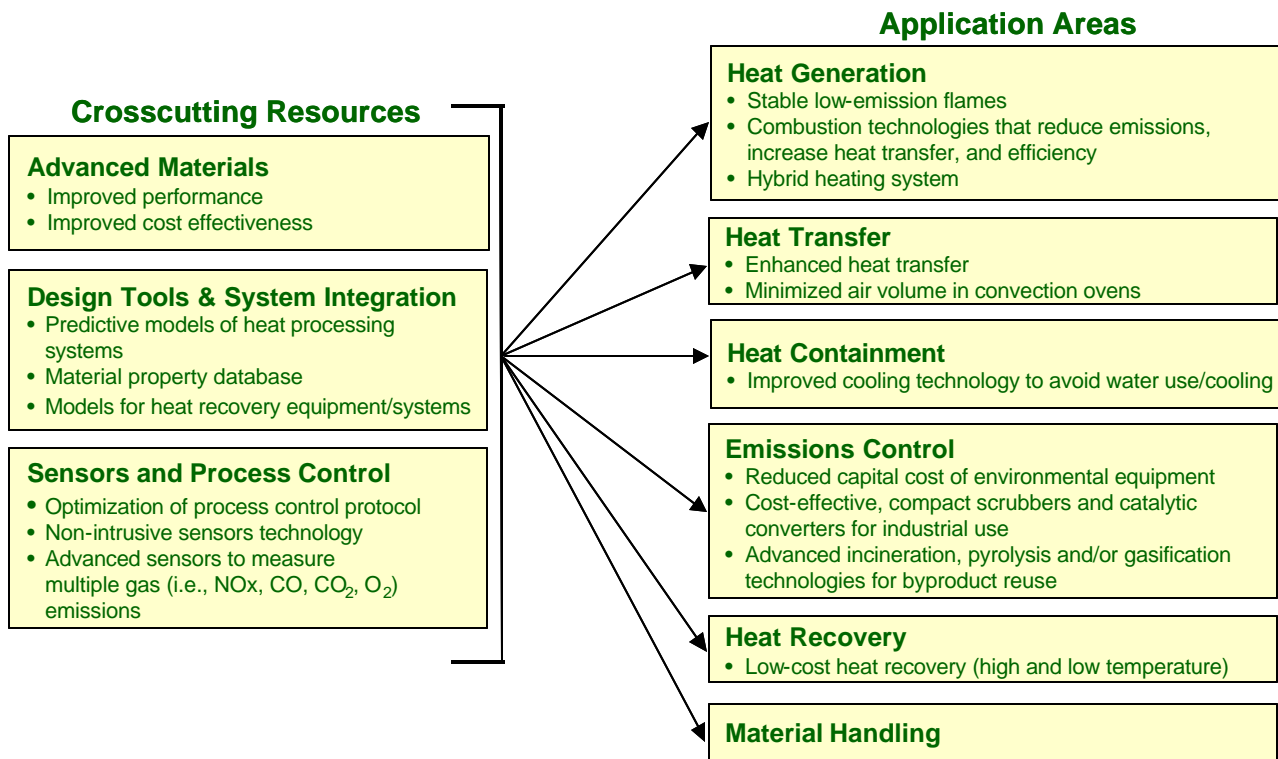 Crosscutting Resources
Advanced Materials
• Improved performance
• Improved cost effectiveness
Design Tools & System Integration
• Predictive models of heat processing
systems
• Material property database
• Models for heat recovery equipment/systems
Sensors and Process Control
• Optimization of process control protocol
• Non-intrusive sensors technology
• Advanced sensors to measure
multiple gas (i.e., NOx, CO, CO2, O2)
emissions
Application Areas
Heat Generation
• Stable low-emission flames
• Combustion technologies that reduce emissions,
increase heat transfer, and efficiency
• Hybrid heating system
Heat Transfer
• Enhanced heat transfer
• Minimized air volume in convection ovens
Heat Containment
• Improved cooling technology to avoid water use/cooling
Emissions Control
• Reduced capital cost of environmental equipment
• Cost-effective, compact scrubbers and catalytic
converters for industrial use
• Advanced incineration, pyrolysis and/or gasification
technologies for byproduct reuse
Heat Recovery
• Low-cost heat recovery (high and low temperature)
Material Handling